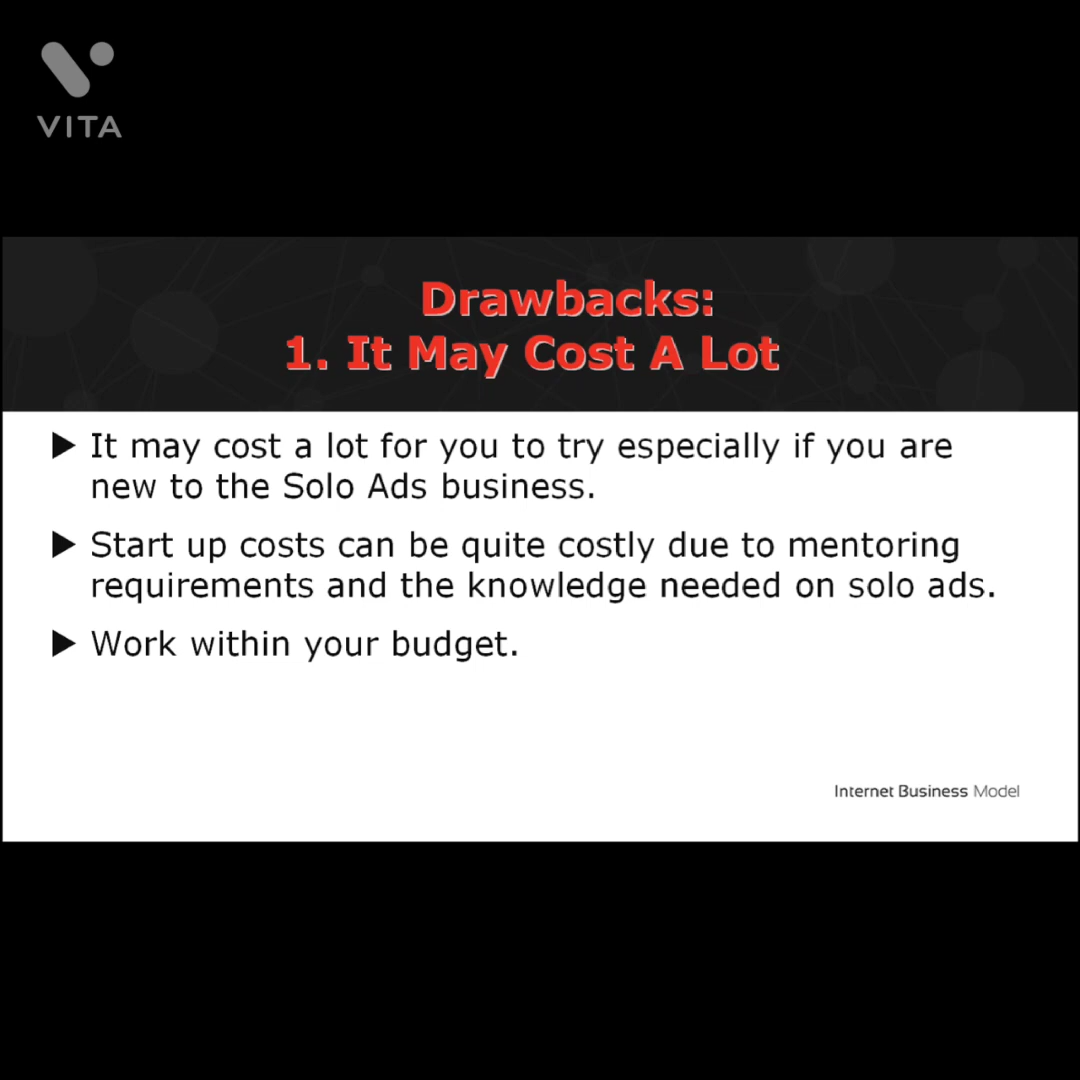 VITA
Drawbacks:
1. It May Cost A Lot
▶ It may cost a lot for you to try especially if you are
new to the Solo Ads business.
▶ Start up costs can be quite costly due to mentoring
requirements and the knowledge needed on solo ads.
▶ Work within your budget.
Internet Business Model